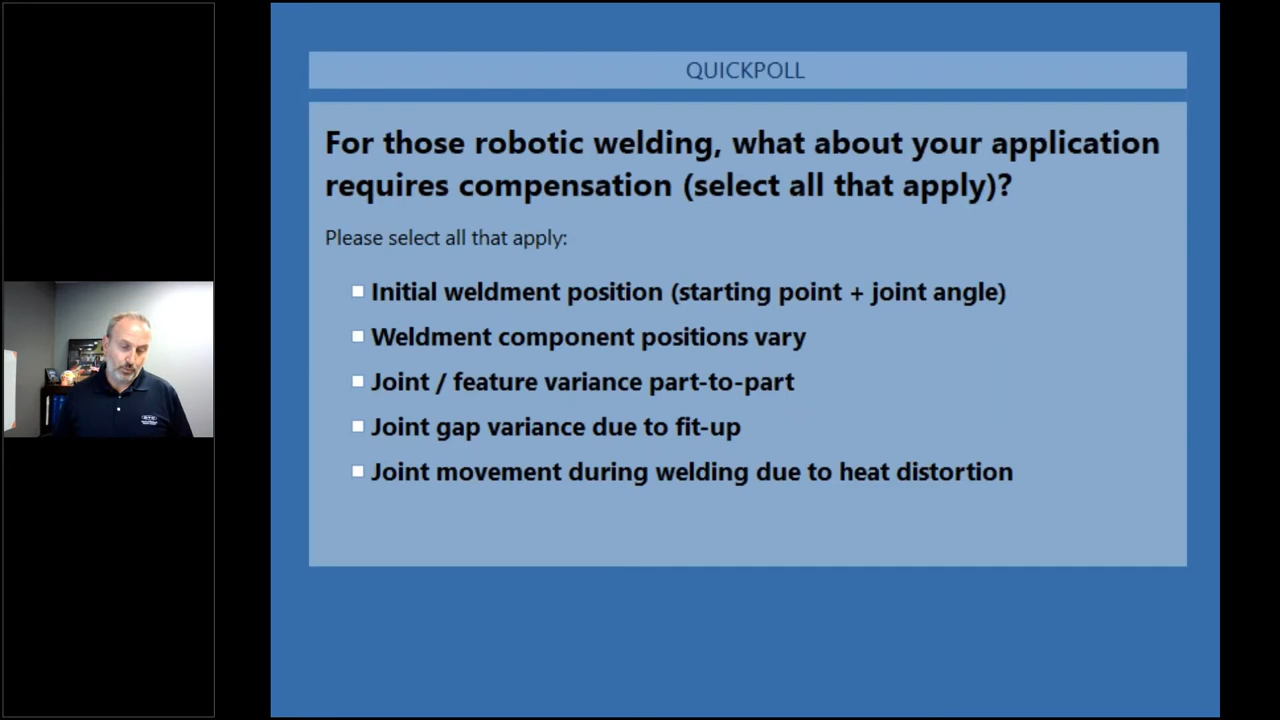 QUICKPOLL
For those robotic welding, what about your application
requires compensation (select all that apply)?
Please select all that apply:
Initial weldment position (starting point + joint angle)
Weldment component positions vary
Joint / feature variance part-to-part
Joint gap variance due to fit-up
Joint movement during welding due to heat distortion